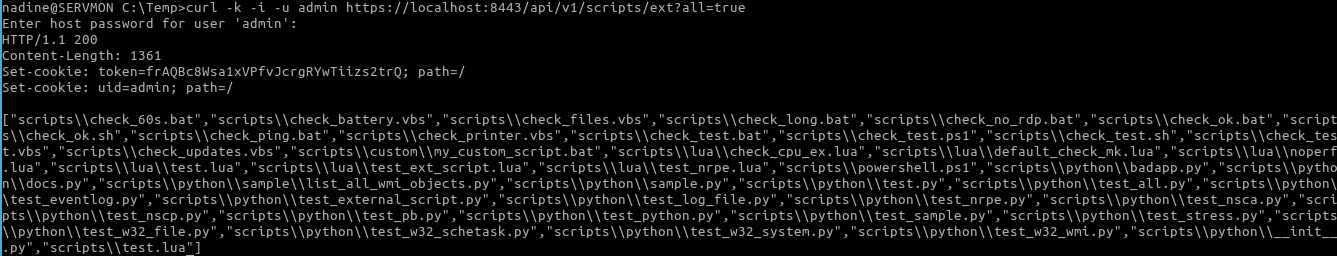 nadine@SERVMON C:\Temp>curl -k -i -u admin https://localhost:8443/api/v1/scripts/ext?all=true
Enter host password for user 'admin':
HTTP/1.1 200
Content-Length: 1361
Set-cookie: token=frAQBc8Wsa1xVPfvJcrgRYwTiizs2trQ; path=/
Set-cookie: uid=admin; path=/

["scripts\\check_60s.bat","scripts\\check_battery.vbs","scripts\\check_files.vbs","scripts\\check_long.bat","scripts\\check_no_rdp.bat","scripts\\check_ok.bat","script
s\\check_ok.sh","scripts\\check_ping.bat","scripts\\check_printer.vbs","scripts\\check_test.bat","scripts\\check_test.ps1","scripts\\check_test.sh","scripts\\check_tes
t.vbs","scripts\\check_updates.vbs","scripts\\custom\\my_custom_script.bat","scripts\\lua\\check_cpu_ex.lua","scripts\\lua\\default_check_mk.lua","scripts\\lua\\noperf
.lua","scripts\\lua\\test.lua","scripts\\lua\\test_ext_script.lua","scripts\\lua\\test_nrpe.lua","scripts\\powershell.ps1","scripts\\python\\badapp.py","scripts\\pytho
n\\docs.py","scripts\\python\\sample\\list_all_wmi_objects.py","scripts\\python\\sample.py","scripts\\python\\test.py","scripts\\python\\test_all.py","scripts\\python\
\test_eventlog.py","scripts\\python\\test_external_script.py","scripts\\python\\test_log_file.py","scripts\\python\\test_nrpe.py","scripts\\python\\test_nsca.py","scri
pts\\python\\test_nscp.py","scripts\\python\\test_pb.py","scripts\\python\\test_python.py","scripts\\python\\test_sample.py","scripts\\python\\test_stress.py","scripts
\\python\\test_w32_file.py","scripts\\python\\test_w32_schetask.py","scripts\\python\\test_w32_system.py","scripts\\python\\test_w32_wmi.py","scripts\\python\\__init__
.py","scripts\\test.lua"]